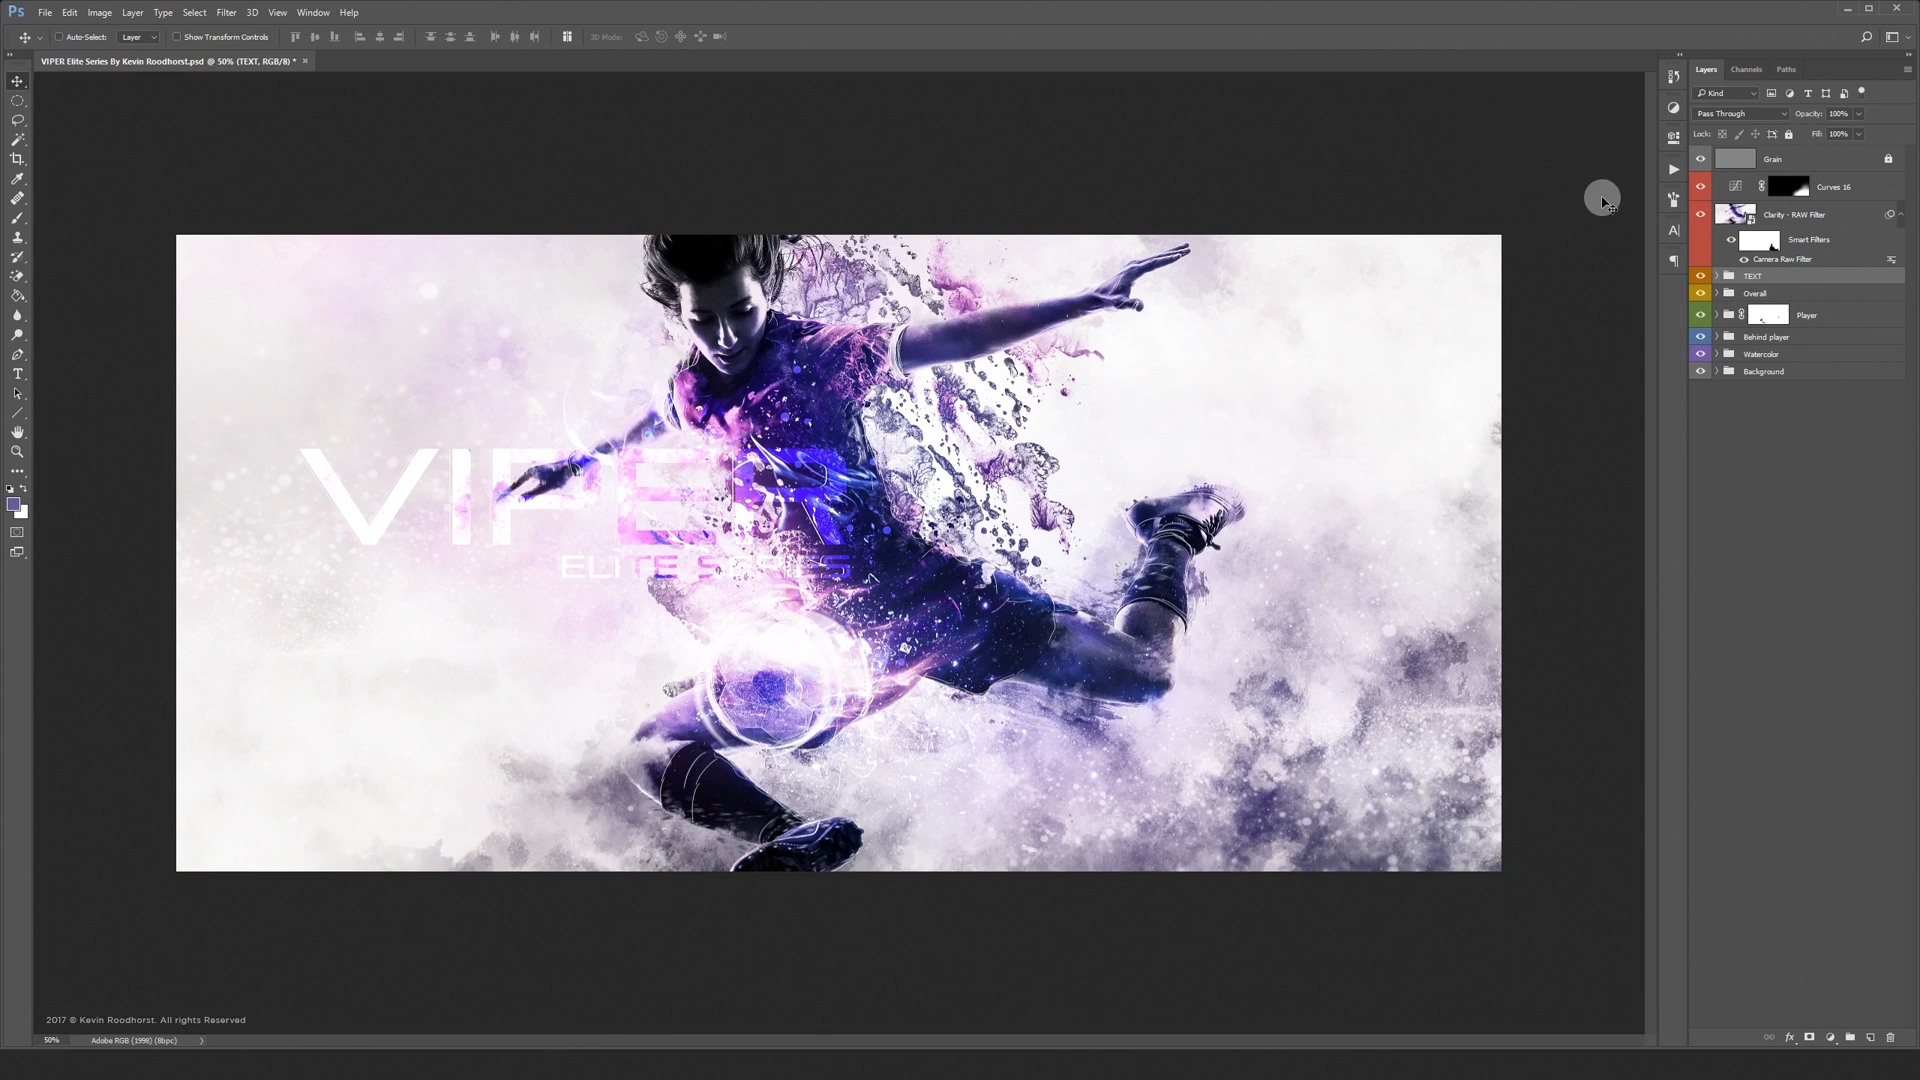 Ps File Edit Image Layer Type Select Filter 3D View Window Help
Auto-Select: Layer Show Transform Controls 3D Mode:
VIPER Elite Series By Kevin Roodhorst.psd @ 50% (TEXT, RGB/8) * ×
Layers Channels Paths
Kind
Pass Through Opacity: 100%
Lock: Fill: 100%
Grain
Curves 16
Clarity - RAW Filter
Smart Filters
Camera Raw Filter
TEXT
Overall
Player
Behind player
Watercolor
Background
VIPER
ELITE SERIES
2017 © Kevin Roodhorst. All rights Reserved
50% Adobe RGB (1998) (8bpc)